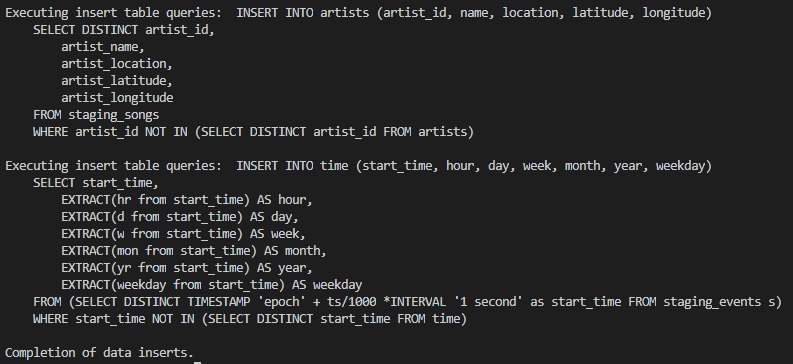 Executing insert table queries:  INSERT INTO artists (artist_id, name, location, latitude, longitude)
    SELECT DISTINCT artist_id,
        artist_name,
        artist_location,
        artist_latitude,
        artist_longitude
    FROM staging_songs
    WHERE artist_id NOT IN (SELECT DISTINCT artist_id FROM artists)

Executing insert table queries:  INSERT INTO time (start_time, hour, day, week, month, year, weekday)
    SELECT start_time,
        EXTRACT(hr from start_time) AS hour,
        EXTRACT(d from start_time) AS day,
        EXTRACT(w from start_time) AS week,
        EXTRACT(mon from start_time) AS month,
        EXTRACT(yr from start_time) AS year,
        EXTRACT(weekday from start_time) AS weekday
    FROM (SELECT DISTINCT TIMESTAMP 'epoch' + ts/1000 *INTERVAL '1 second' as start_time FROM staging_events s)
    WHERE start_time NOT IN (SELECT DISTINCT start_time FROM time)

Completion of data inserts.